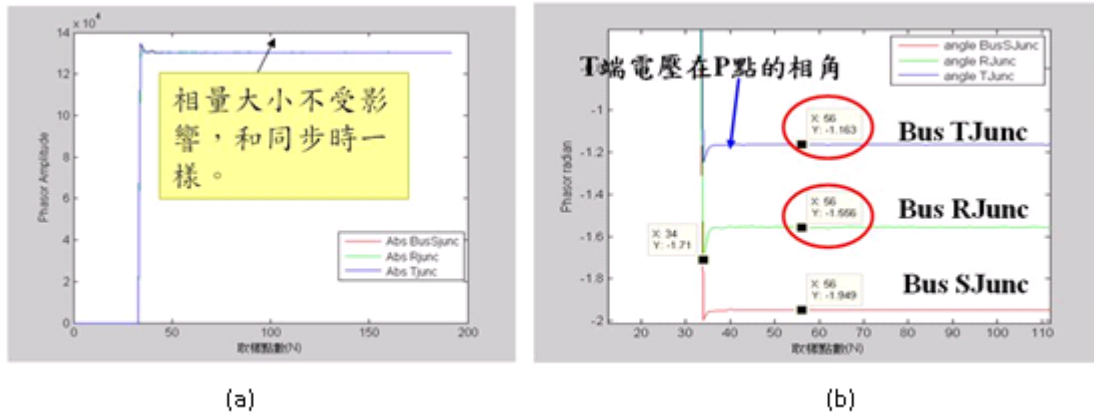 × 10⁴
14
12
10
8
6
4
2
0
0 50 100 150 200
Phasor Amplitude
取樣點數(N)
相量大小不受影
響，和同步時一
樣。
Abs BusSjunc
Abs Rjunc
Abs Tjunc
(a)
angle BusSJunc
angle RJunc
angle TJunc
T端電壓在P點的相角
-1
-1.2
-1.4
-1.6
-1.8
-2
Phasor radian
X: 56
Y: -1.163
Bus TJunc
X: 56
Y: -1.556
Bus RJunc
X: 34
Y: -1.71
X: 56
Y: -1.949
Bus SJunc
20 30 40 50 60 70 80 90 100 110
取樣點數(N)
(b)